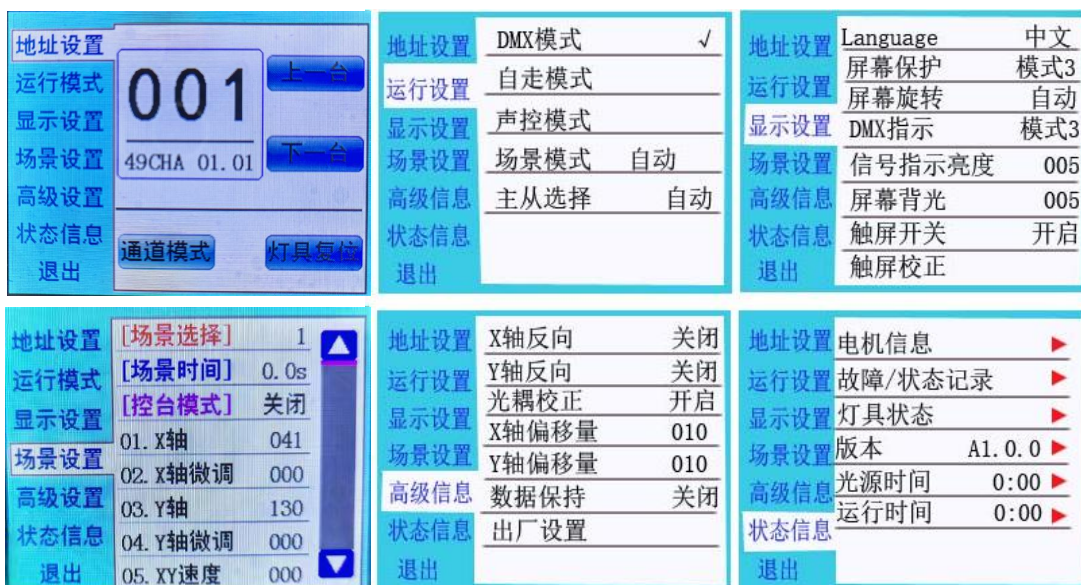 地址设置
运行模式
显示设置
场景设置
高级设置
状态信息
退出
001
49CHA 01.01
上一台
下一台
通道模式
灯具复位
地址设置
运行设置
显示设置
场景设置
高级信息
状态信息
退出
DMX模式 √
自走模式
声控模式
场景模式 自动
主从选择 自动
地址设置
运行设置
显示设置
场景设置
高级信息
状态信息
退出
Language 中文
屏幕保护 模式3
屏幕旋转 自动
DMX指示 模式3
信号指示亮度 005
屏幕背光 005
触屏开关 开启
触屏校正
地址设置
运行模式
显示设置
场景设置
高级设置
状态信息
退出
[场景选择] 1
[场景时间] 0.0s
[控台模式] 关闭
01. X轴 041
02. X轴微调 000
03. Y轴 130
04. Y轴微调 000
05. XY速度 000
地址设置
运行设置
显示设置
场景设置
高级信息
状态信息
退出
X轴反向 关闭
Y轴反向 关闭
光耦校正 开启
X轴偏移量 010
Y轴偏移量 010
数据保持 关闭
出厂设置
地址设置
运行设置
显示设置
场景设置
高级信息
状态信息
退出
电机信息
故障/状态记录
灯具状态
版本 A1.0.0
光源时间 0:00
运行时间 0:00